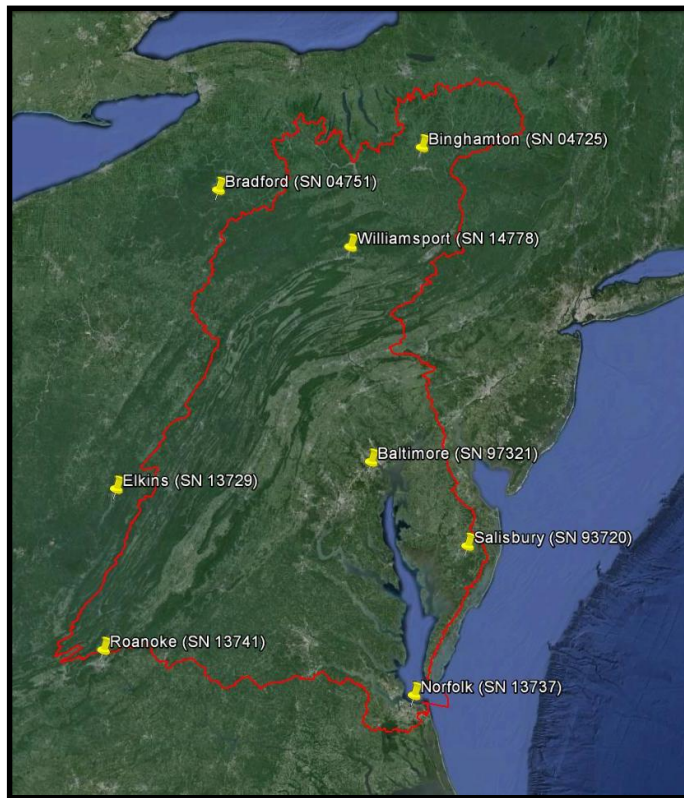 Binghamton (SN 04725)
Bradford (SN 04751)
Williamsport (SN 14778)
Baltimore (SN 97321)
Elkins (SN 13729)
Salisbury (SN 93720)
Roanoke (SN 13741)
Norfolk (SN 13737)